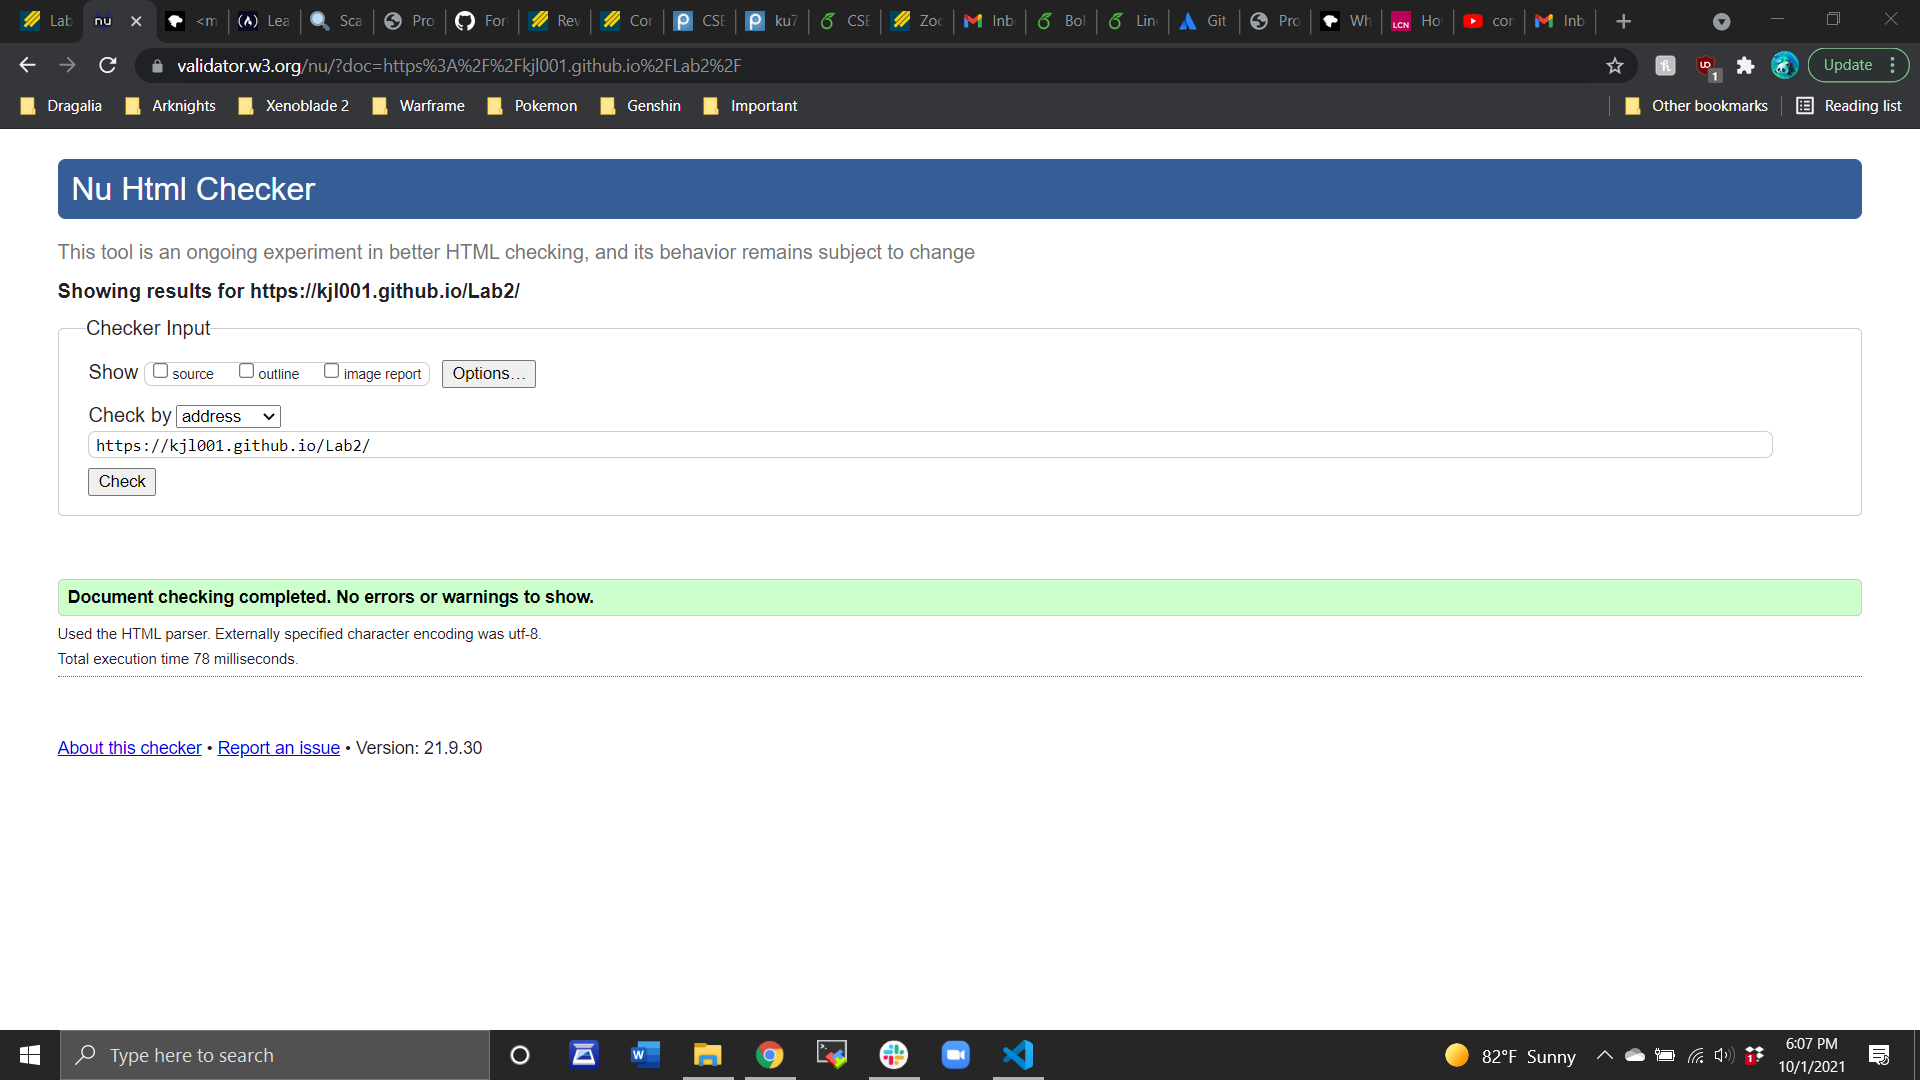 Lab
nu
<m
Lea
Sca
Pro
For
Rev
Cor
CSE
ku7
CSE
Zoo
Inbo
Bol
Line
Git
Pro
Wh
Ho
cor
Inb
validator.w3.org/nu/?doc=https%3A%2F%2Fkjl001.github.io%2FLab2%2F
1
Update
Dragalia
Arknights
Xenoblade 2
Warframe
Pokemon
Genshin
Important
Other bookmarks
Reading list
Nu Html Checker
This tool is an ongoing experiment in better HTML checking, and its behavior remains subject to change
Showing results for https://kjl001.github.io/Lab2/
Checker Input
Show source outline image report Options...
Check by address
https://kjl001.github.io/Lab2/
Check
Document checking completed. No errors or warnings to show.
Used the HTML parser. Externally specified character encoding was utf-8.
Total execution time 78 milliseconds.
About this checker • Report an issue • Version: 21.9.30
Type here to search
82°F Sunny
6:07 PM
10/1/2021